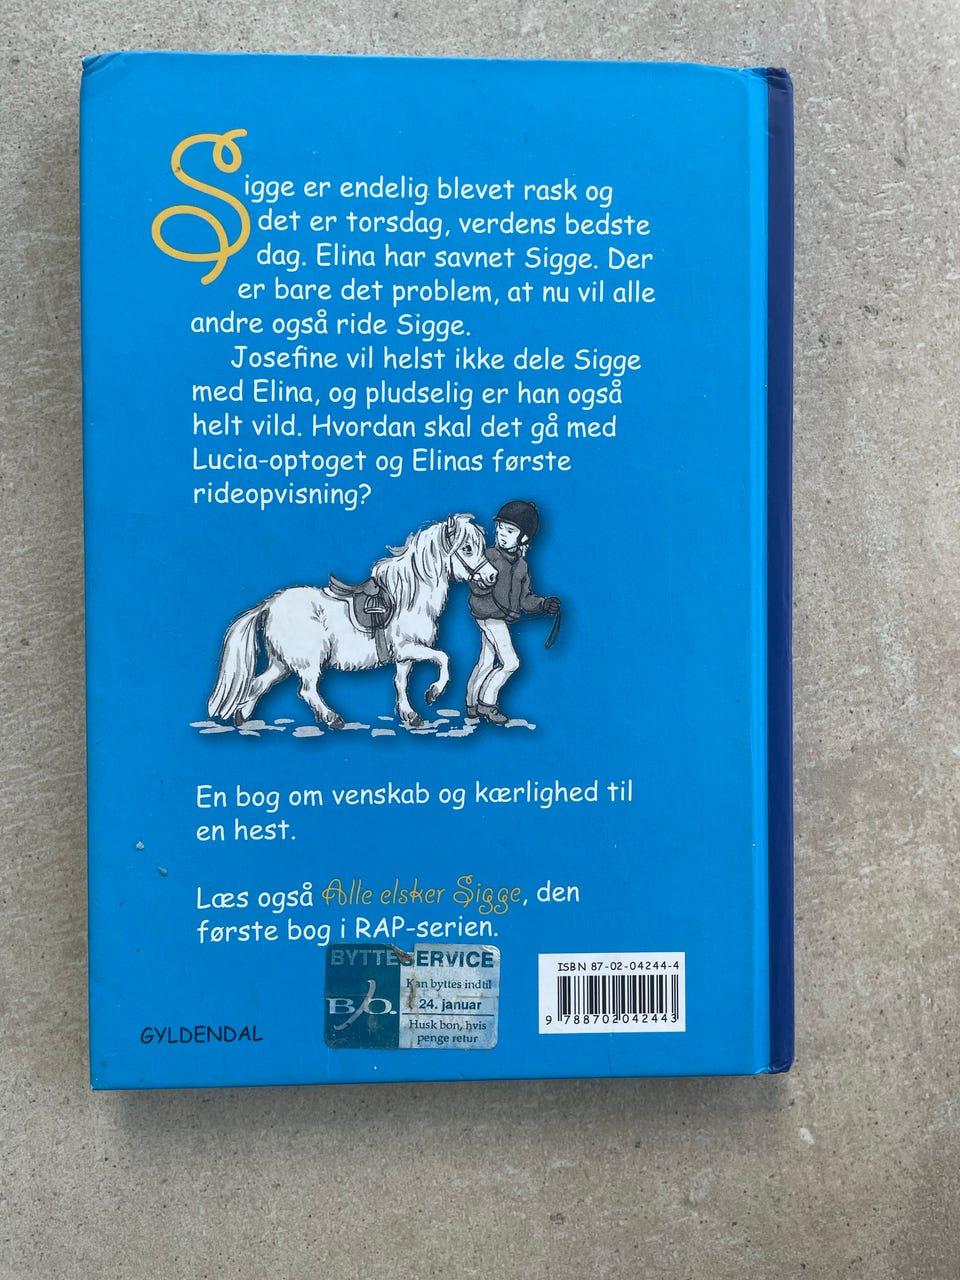 Sigge er endelig blevet rask og
det er torsdag, verdens bedste
dag. Elina har savnet Sigge. Der
er bare det problem, at nu vil alle
andre også ride Sigge.
Josefine vil helst ikke dele Sigge
med Elina, og pludselig er han også
helt vild. Hvordan skal det gå med
Lucia-optoget og Elinas første
rideopvisning?
En bog om venskab og kærlighed til
en hest.
Læs også Alle elsker Sigge, den
første bog i RAP-serien.
BYTTESERVICE
Kan byttes indtil
B/O.
24. januar
Husk bon, hvis
penge retur
GYLDENDAL
ISBN 87-02-04244-4
9 788702 042443